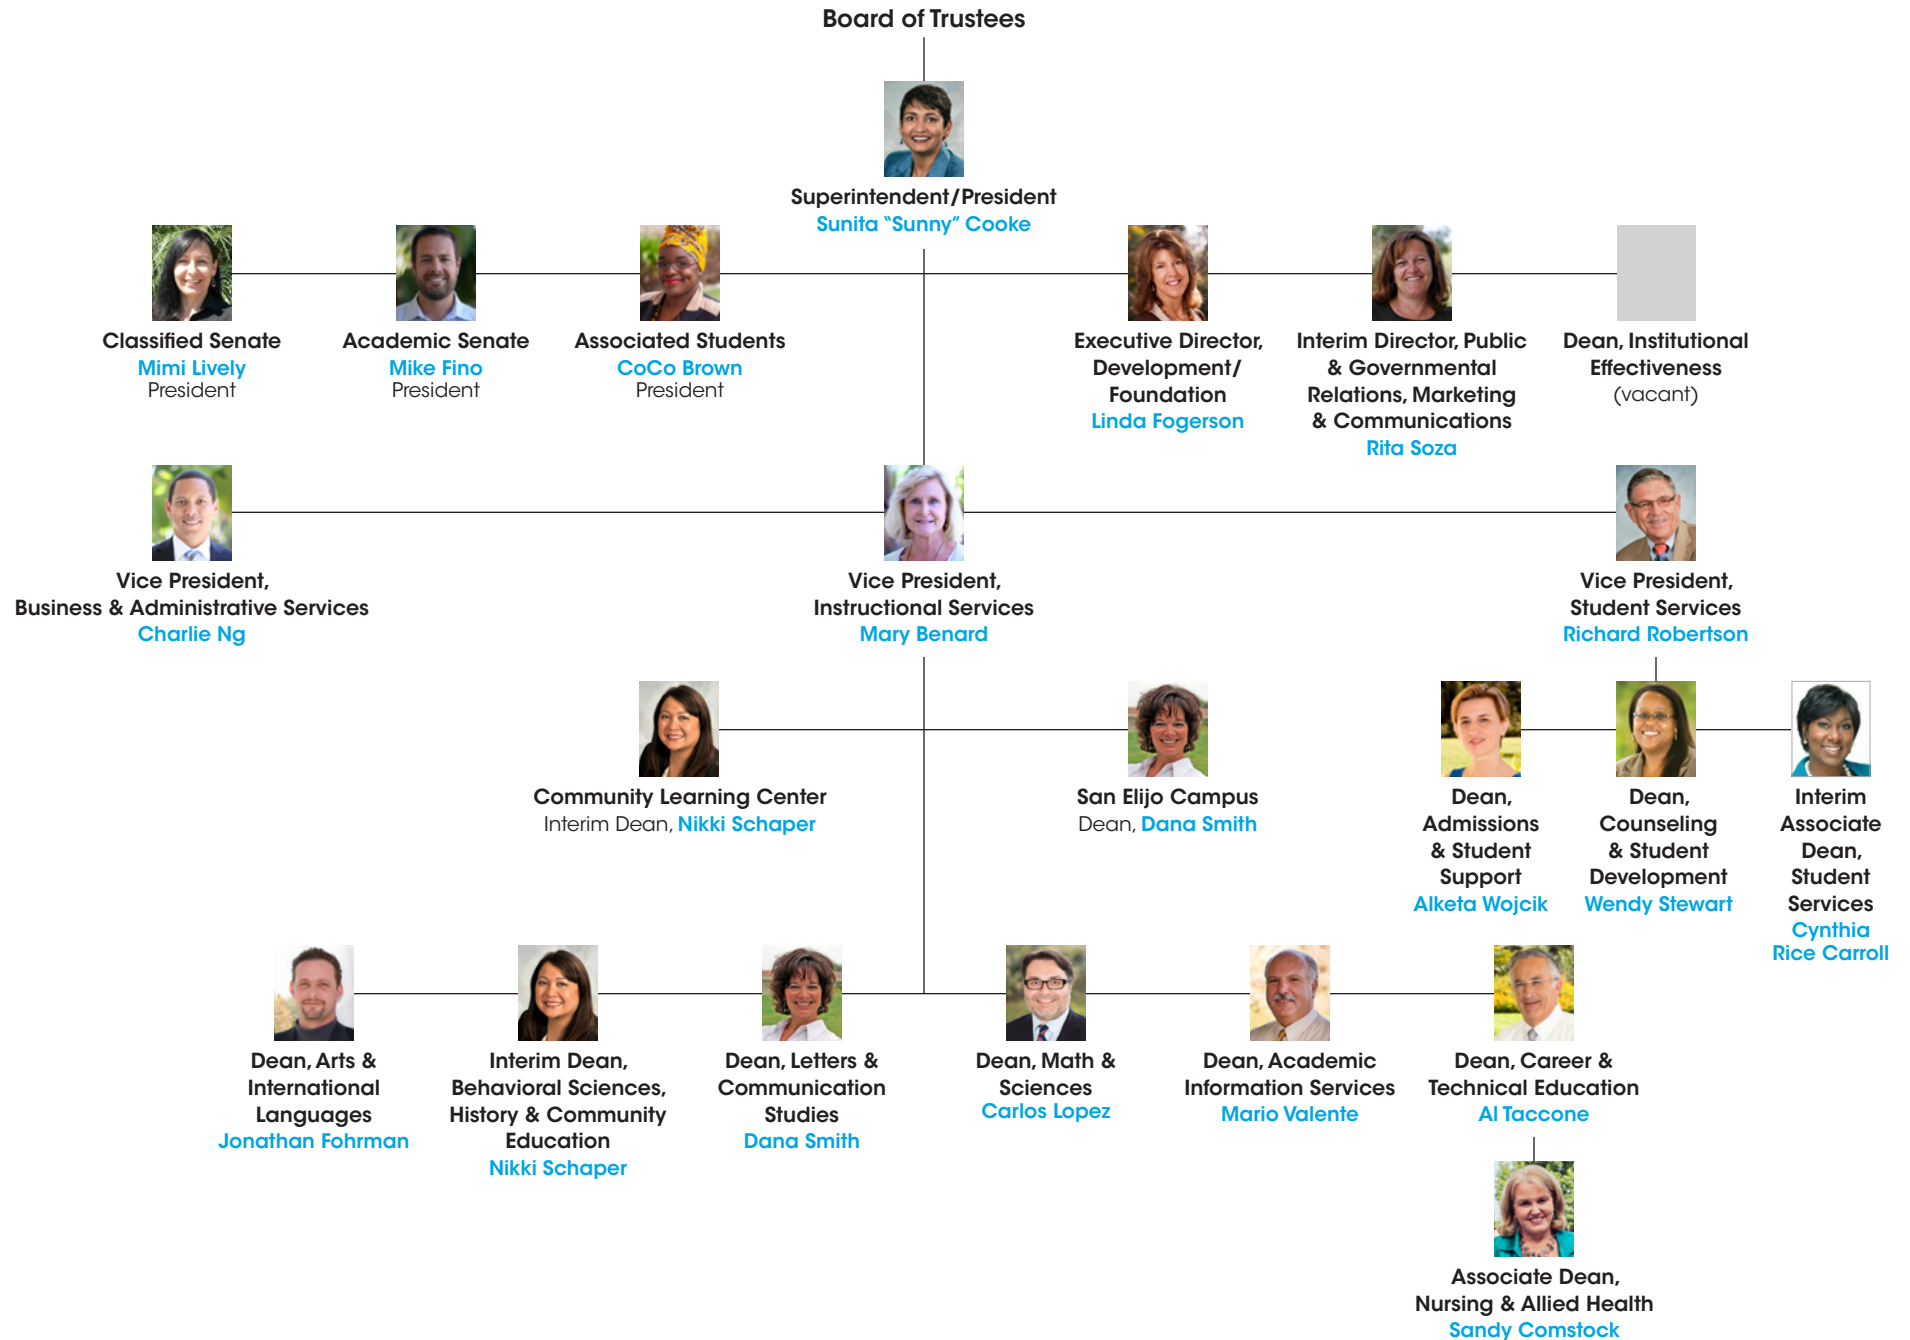 Board of Trustees
Superintendent/President
Sunita “Sunny” Cooke
Classified Senate
Mimi Lively
President
Academic Senate
Mike Fino
President
Associated Students
CoCo Brown
President
Executive Director,
Development/
Foundation
Linda Fogerson
Interim Director, Public
& Governmental
Relations, Marketing
& Communications
Rita Soza
Dean, Institutional
Effectiveness
(vacant)
Vice President,
Business & Administrative Services
Charlie Ng
Vice President,
Instructional Services
Mary Benard
Vice President,
Student Services
Richard Robertson
Community Learning Center
Interim Dean, Nikki Schaper
San Elijo Campus
Dean, Dana Smith
Dean,
Admissions
& Student
Support
Alketa Wojcik
Dean,
Counseling
& Student
Development
Wendy Stewart
Interim
Associate
Dean,
Student
Services
Cynthia
Rice Carroll
Dean, Arts &
International
Languages
Jonathan Fohrman
Interim Dean,
Behavioral Sciences,
History & Community
Education
Nikki Schaper
Dean, Letters &
Communication
Studies
Dana Smith
Dean, Math &
Sciences
Carlos Lopez
Dean, Academic
Information Services
Mario Valente
Dean, Career &
Technical Education
Al Taccone
Associate Dean,
Nursing & Allied Health
Sandy Comstock